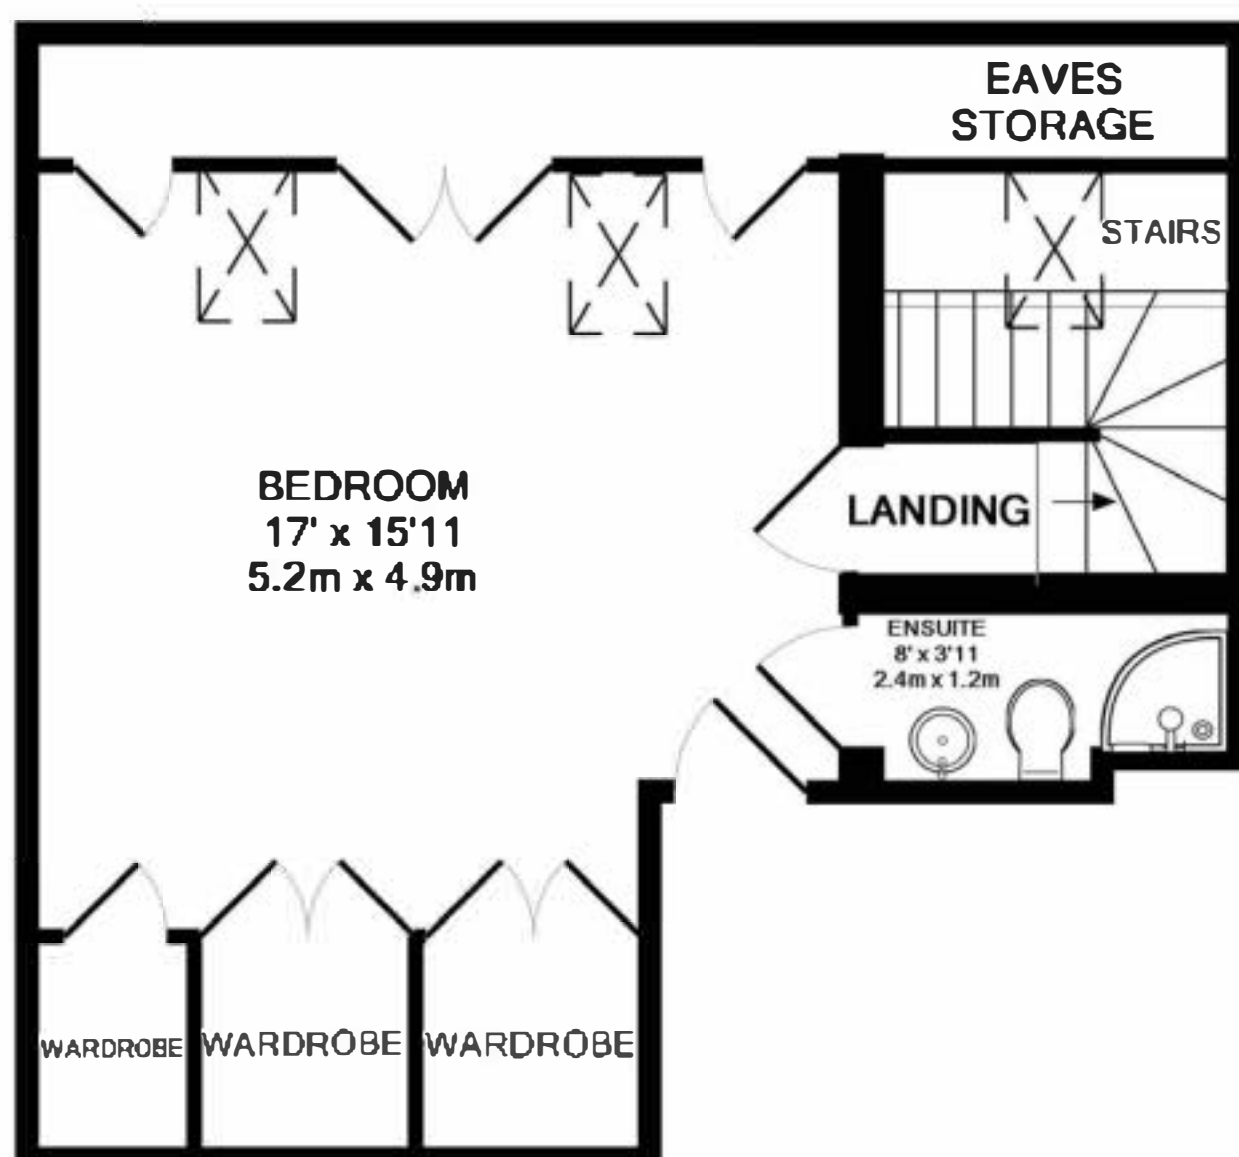 EAVES
STORAGE
STAIRS
BEDROOM
17' x 15'11
5.2m x 4.9m
LANDING
ENSUITE
8' x 3'11
2.4m x 1.2m
WARDROBE
WARDROBE
WARDROBE